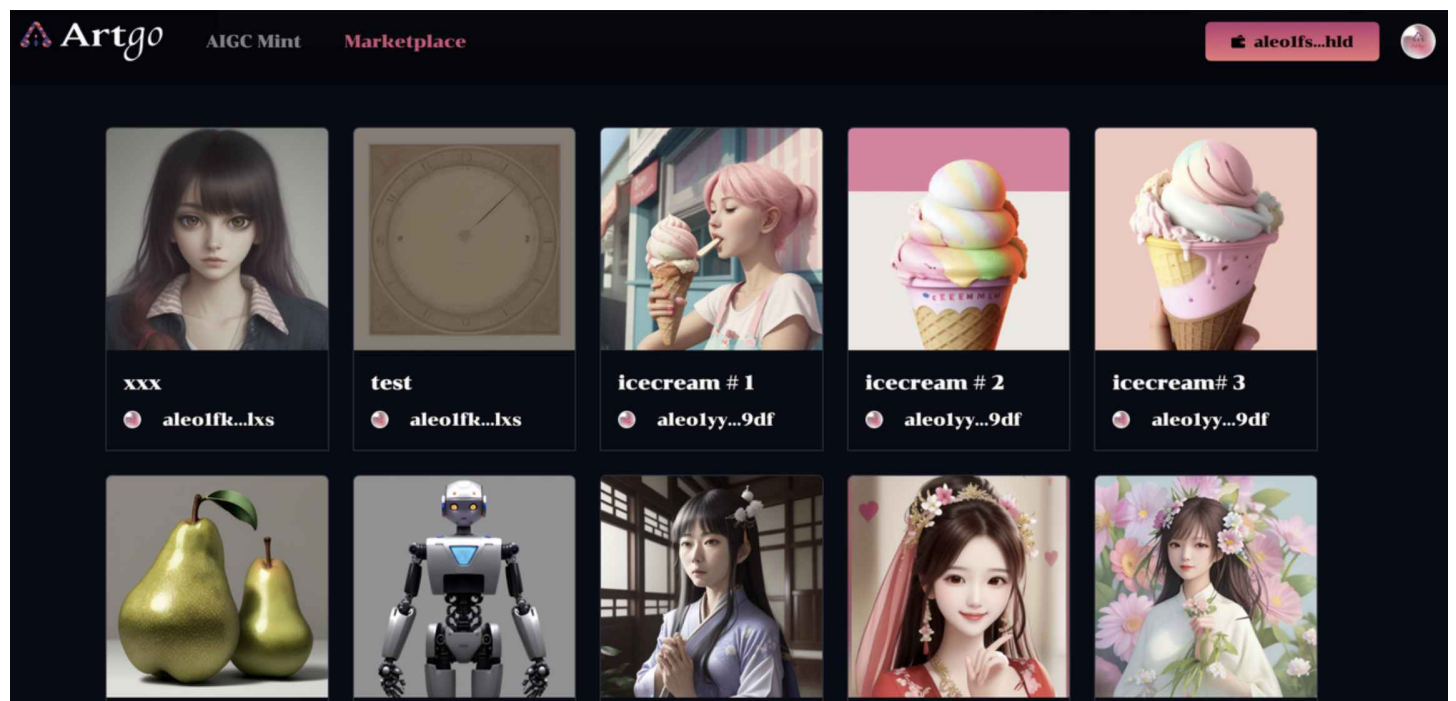 Artgo
AIGC Mint
Marketplace
aleo1fs...hld
xxx
aleo1fk...lxs
test
aleo1fk...lxs
icecream # 1
aleo1yy...9df
icecream # 2
aleo1yy...9df
icecream# 3
aleo1yy...9df